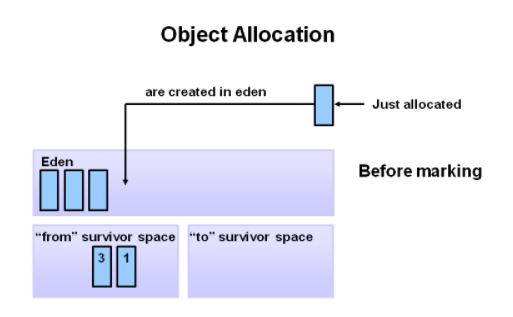 Object Allocation
are created in eden
Just allocated
Eden
Before marking
“from” survivor space
“to” survivor space
3
1